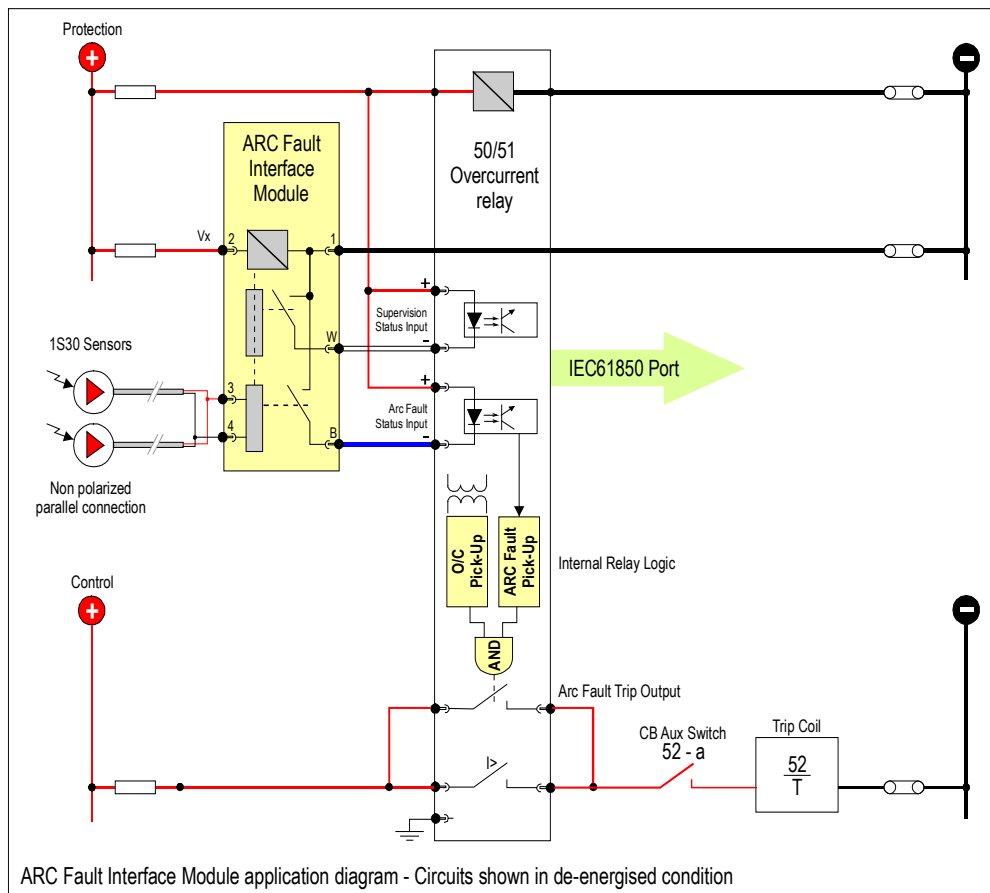 Protection
+
−
ARC Fault
Interface
Module
50/51
Overcurrent
relay
Vx
2
1
+
Supervision
Status Input
-
W
1S30 Sensors
IEC61850 Port
3
4
+
Arc Fault
Status Input
-
B
Non polarized
parallel connection
O/C
Pick-Up
ARC Fault
Pick-Up
Internal Relay Logic
Control
+
−
AND
Arc Fault Trip Output
CB Aux Switch
52 - a
Trip Coil
52
T
I>
ARC Fault Interface Module application diagram - Circuits shown in de-energised condition